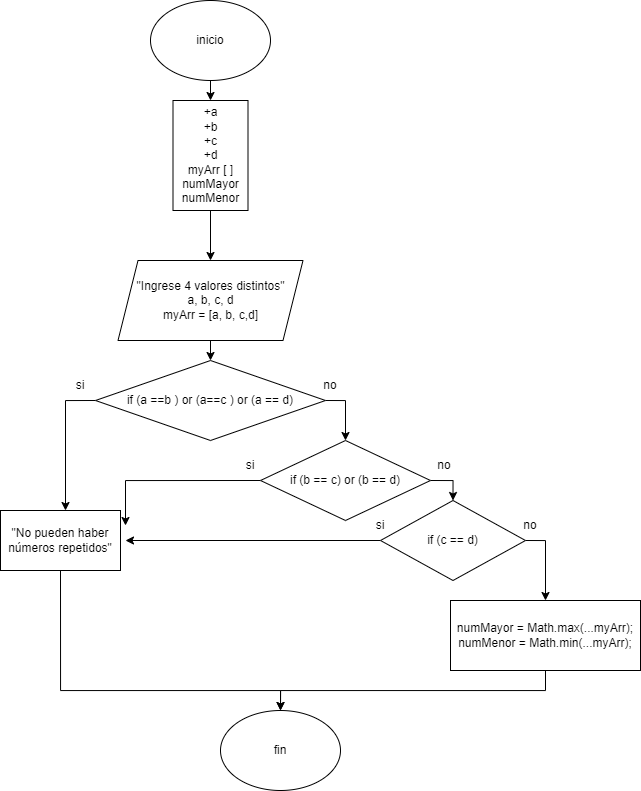 inicio
+a
+b
+c
+d
myArr [ ]
numMayor
numMenor
"Ingrese 4 valores distintos"
a, b, c, d
myArr = [a, b, c,d]
si
no
if (a ==b ) or (a==c ) or (a == d)
si
no
if (b == c) or (b == d)
"No pueden haber
números repetidos"
si
no
if (c == d)
numMayor = Math.max(...myArr);
numMenor = Math.min(...myArr);
fin